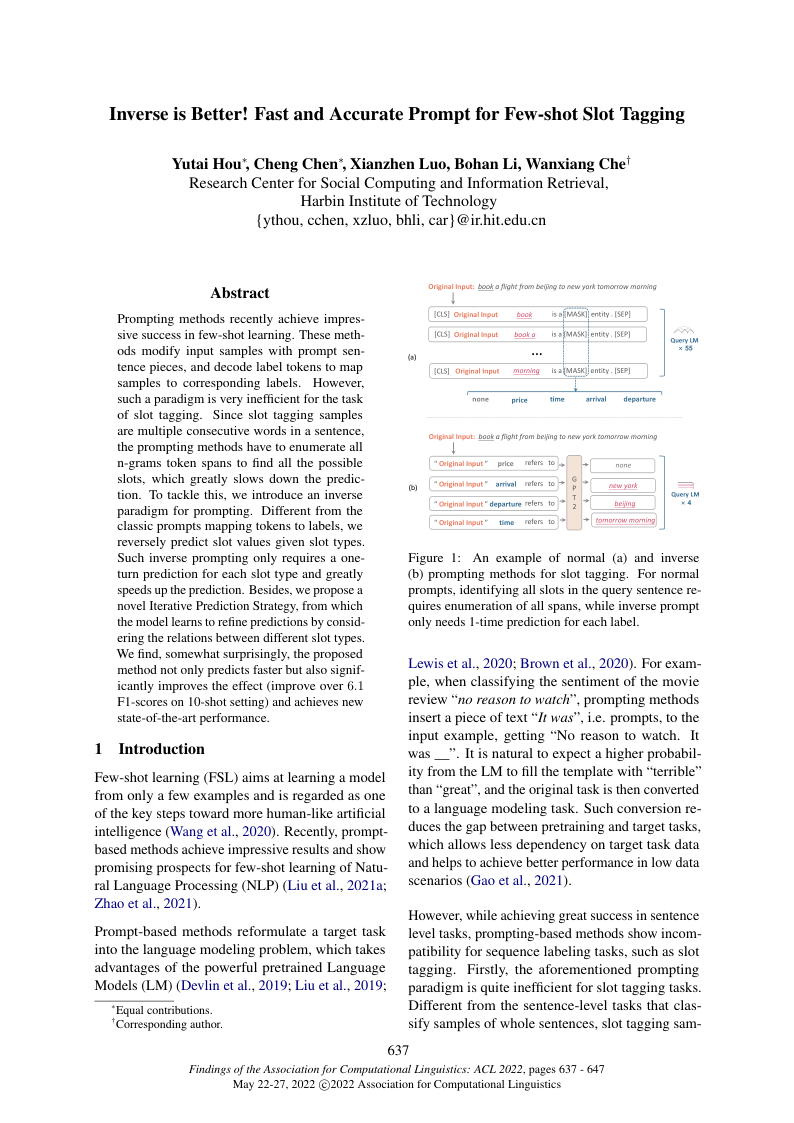 Inverse is Better! Fast and Accurate Prompt for Few-shot Slot Tagging
Yutai Hou*, Cheng Chen*, Xianzhen Luo, Bohan Li, Wanxiang Che†
Research Center for Social Computing and Information Retrieval,
Harbin Institute of Technology
{ythou, cchen, xzluo, bhli, car}@ir.hit.edu.cn
Abstract
Prompting methods recently achieve impres-
sive success in few-shot learning. These meth-
ods modify input samples with prompt sen-
tence pieces, and decode label tokens to map
samples to corresponding labels. However,
such a paradigm is very inefficient for the task
of slot tagging. Since slot tagging samples
are multiple consecutive words in a sentence,
the prompting methods have to enumerate all
n-grams token spans to find all the possible
slots, which greatly slows down the predic-
tion. To tackle this, we introduce an inverse
paradigm for prompting. Different from the
classic prompts mapping tokens to labels, we
reversely predict slot values given slot types.
Such inverse prompting only requires a one-
turn prediction for each slot type and greatly
speeds up the prediction. Besides, we propose a
novel Iterative Prediction Strategy, from which
the model learns to refine predictions by consid-
ering the relations between different slot types.
We find, somewhat surprisingly, the proposed
method not only predicts faster but also signif-
icantly improves the effect (improve over 6.1
F1-scores on 10-shot setting) and achieves new
state-of-the-art performance.
1 Introduction
Few-shot learning (FSL) aims at learning a model
from only a few examples and is regarded as one
of the key steps toward more human-like artificial
intelligence (Wang et al., 2020). Recently, prompt-
based methods achieve impressive results and show
promising prospects for few-shot learning of Natu-
ral Language Processing (NLP) (Liu et al., 2021a;
Zhao et al., 2021).
Prompt-based methods reformulate a target task
into the language modeling problem, which takes
advantages of the powerful pretrained Language
Models (LM) (Devlin et al., 2019; Liu et al., 2019;
*Equal contributions.
†Corresponding author.
Original Input: book a flight from beijing to new york tomorrow morning
[CLS] Original Input book is a [MASK] entity . [SEP]
[CLS] Original Input book a is a [MASK] entity . [SEP]
...
[CLS] Original Input morning is a [MASK] entity . [SEP]
(a)
Query LM
× 55
none price time arrival departure
Original Input: book a flight from beijing to new york tomorrow morning
" Original Input " price refers to none
" Original Input " arrival refers to new york
" Original Input " departure refers to beijing
" Original Input " time refers to tomorrow morning
(b)
GPT2
Query LM
× 4
Figure 1: An example of normal (a) and inverse
(b) prompting methods for slot tagging. For normal
prompts, identifying all slots in the query sentence re-
quires enumeration of all spans, while inverse prompt
only needs 1-time prediction for each label.
Lewis et al., 2020; Brown et al., 2020). For exam-
ple, when classifying the sentiment of the movie
review “no reason to watch”, prompting methods
insert a piece of text “It was”, i.e. prompts, to the
input example, getting “No reason to watch. It
was __”. It is natural to expect a higher probabil-
ity from the LM to fill the template with “terrible”
than “great”, and the original task is then converted
to a language modeling task. Such conversion re-
duces the gap between pretraining and target tasks,
which allows less dependency on target task data
and helps to achieve better performance in low data
scenarios (Gao et al., 2021).
However, while achieving great success in sentence
level tasks, prompting-based methods show incom-
patibility for sequence labeling tasks, such as slot
tagging. Firstly, the aforementioned prompting
paradigm is quite inefficient for slot tagging tasks.
Different from the sentence-level tasks that clas-
sify samples of whole sentences, slot tagging sam-
637
Findings of the Association for Computational Linguistics: ACL 2022, pages 637 - 647
May 22-27, 2022 ©2022 Association for Computational Linguistics